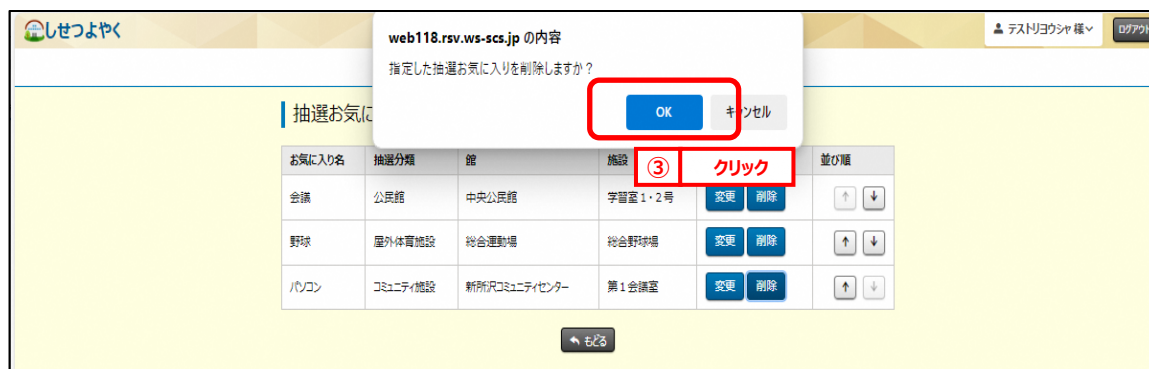 しせつよやく
テストリヨウシャ 様
ログアウト
web118.rsv.ws-scs.jp の内容
指定した抽選お気に入りを削除しますか？
OK
キャンセル
抽選お気に
③ クリック
お気に入り名 抽選分類 館 施設 並び順
会議 公民館 中央公民館 学習室1・2号 変更 削除 ↑ ↓
野球 屋外体育施設 総合運動場 総合野球場 変更 削除 ↑ ↓
パソコン コミュニティ施設 新所沢コミュニティセンター 第1会議室 変更 削除 ↑ ↓
もどる